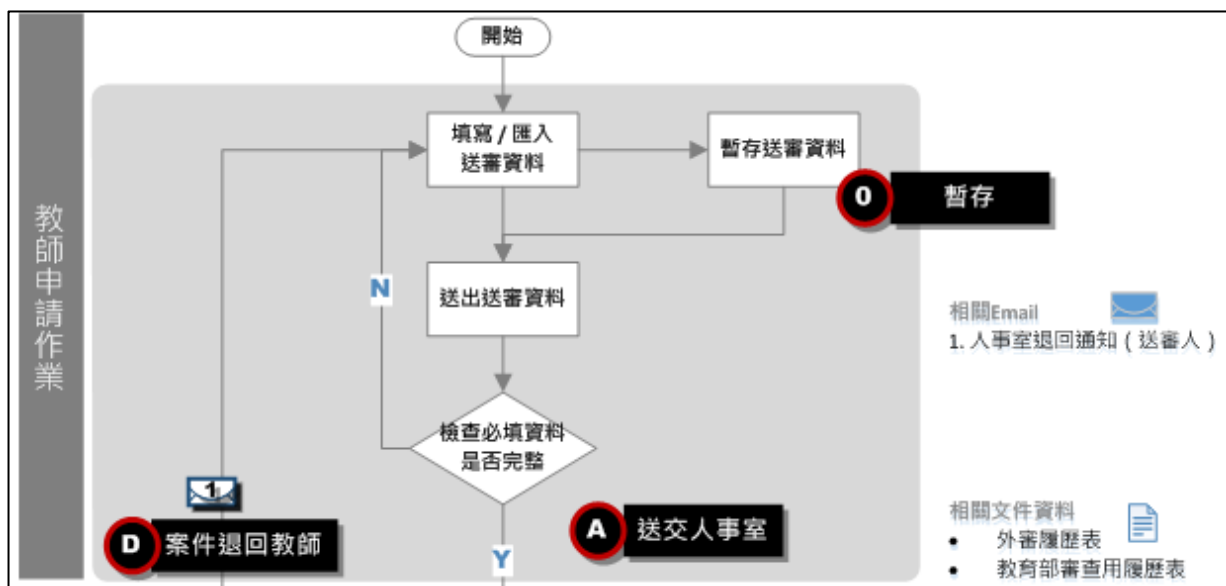 教師申請作業
開始
填寫 / 匯入
送審資料
暫存送審資料
0 暫存
送出送審資料
N
相關Email
1. 人事室退回通知（送審人）
檢查必填資料
是否完整
1
D 案件退回教師
A 送交人事室
Y
相關文件資料
• 外審履歷表
• 教育部審查用履歷表